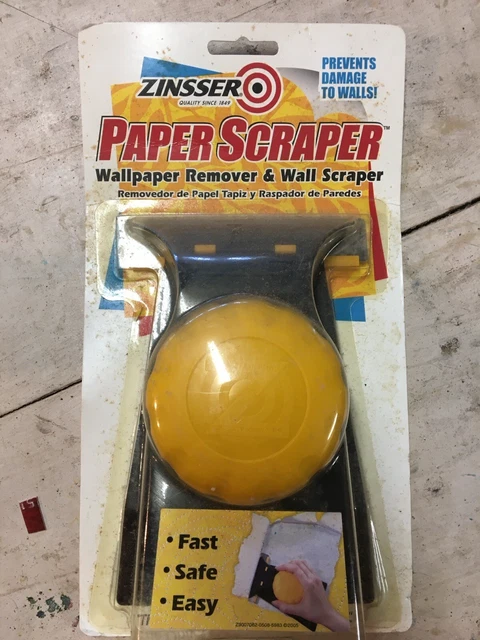 PREVENTS
DAMAGE
TO WALLS!
ZINSSER
QUALITY SINCE 1849
PAPER SCRAPER™
Wallpaper Remover & Wall Scraper
Removedor de Papel Tapiz y Raspador de Paredes
• Fast
• Safe
• Easy